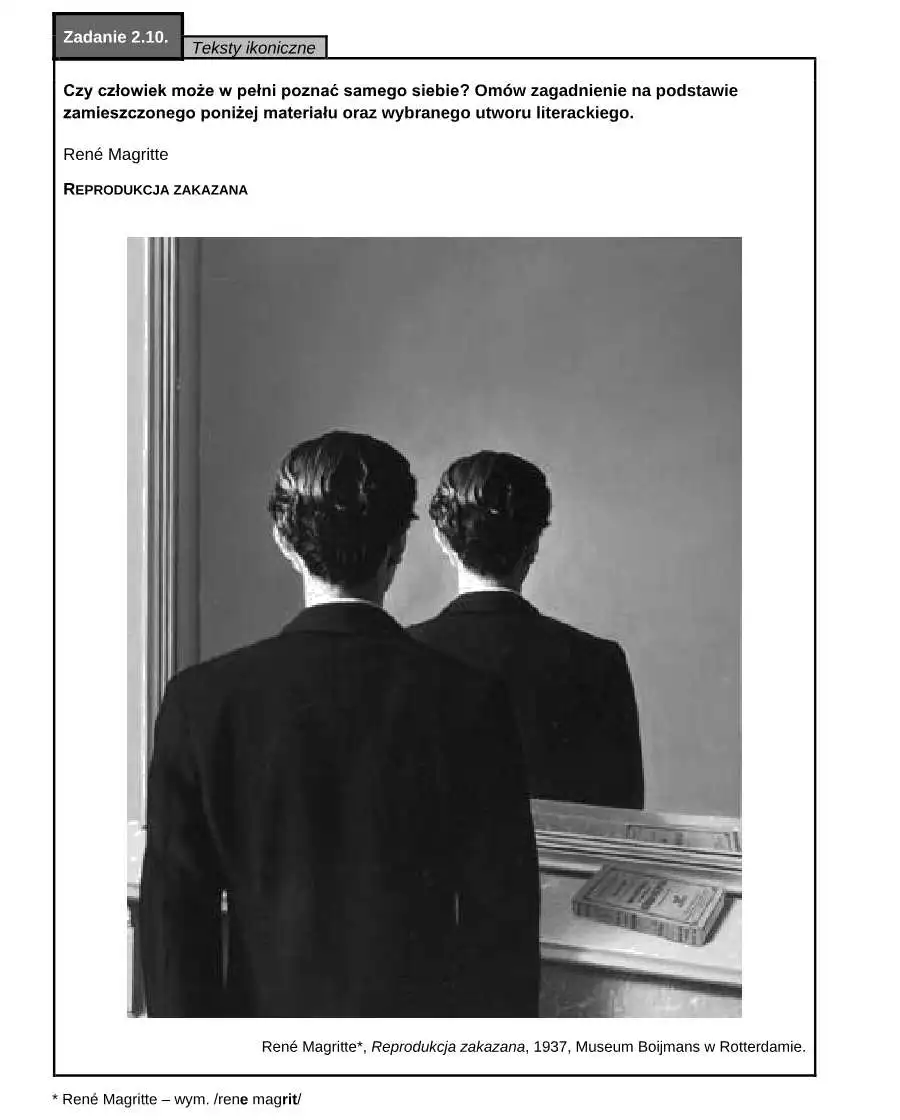 Zadanie 2.10.
Teksty ikoniczne
Czy człowiek może w pełni poznać samego siebie? Omów zagadnienie na podstawie
zamieszczonego poniżej materiału oraz wybranego utworu literackiego.
René Magritte
REPRODUKCJA ZAKAZANA
René Magritte*, Reprodukcja zakazana, 1937, Museum Boijmans w Rotterdamie.
* René Magritte – wym. /rene magrit/